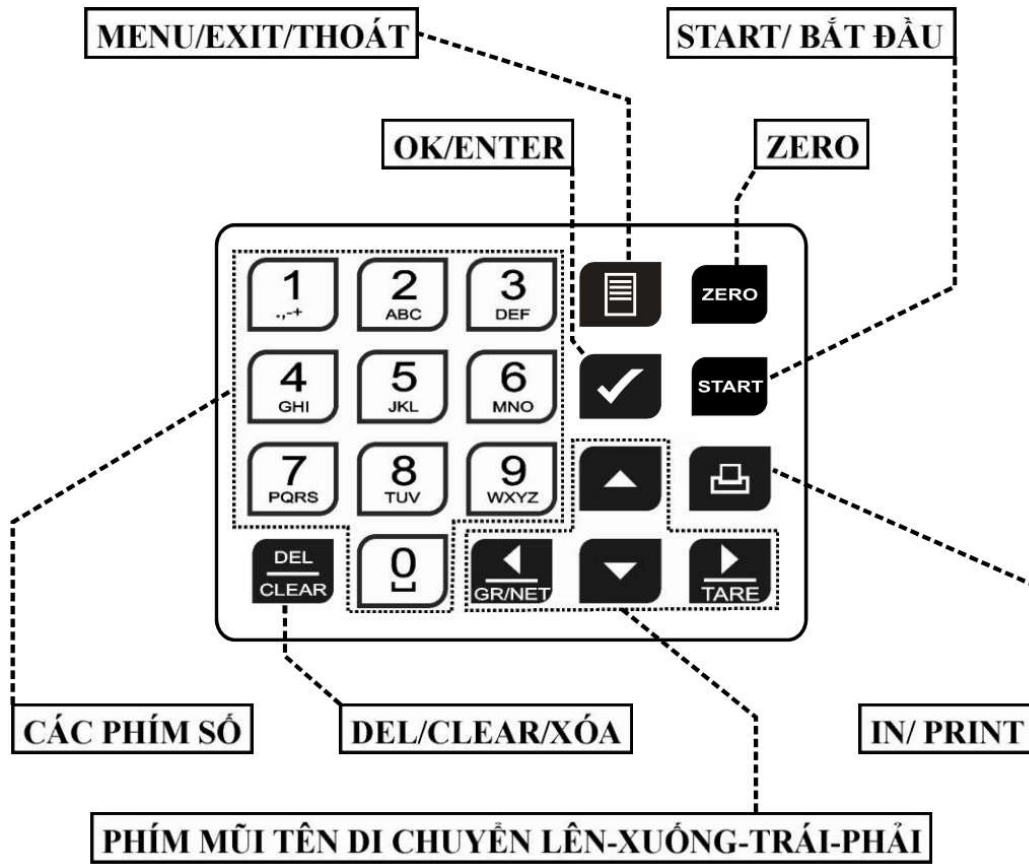 MENU/EXIT/THOÁT
START/ BẮT ĐẦU
OK/ENTER
ZERO
1
.,-+
2
ABC
3
DEF
ZERO
4
GHI
5
JKL
6
MNO
START
7
PQRS
8
TUV
9
WXYZ
DEL
CLEAR
0
GR/NET
TARE
CÁC PHÍM SỐ
DEL/CLEAR/XÓA
IN/ PRINT
PHÍM MŨI TÊN DI CHUYỂN LÊN-XUỐNG-TRÁI-PHẢI